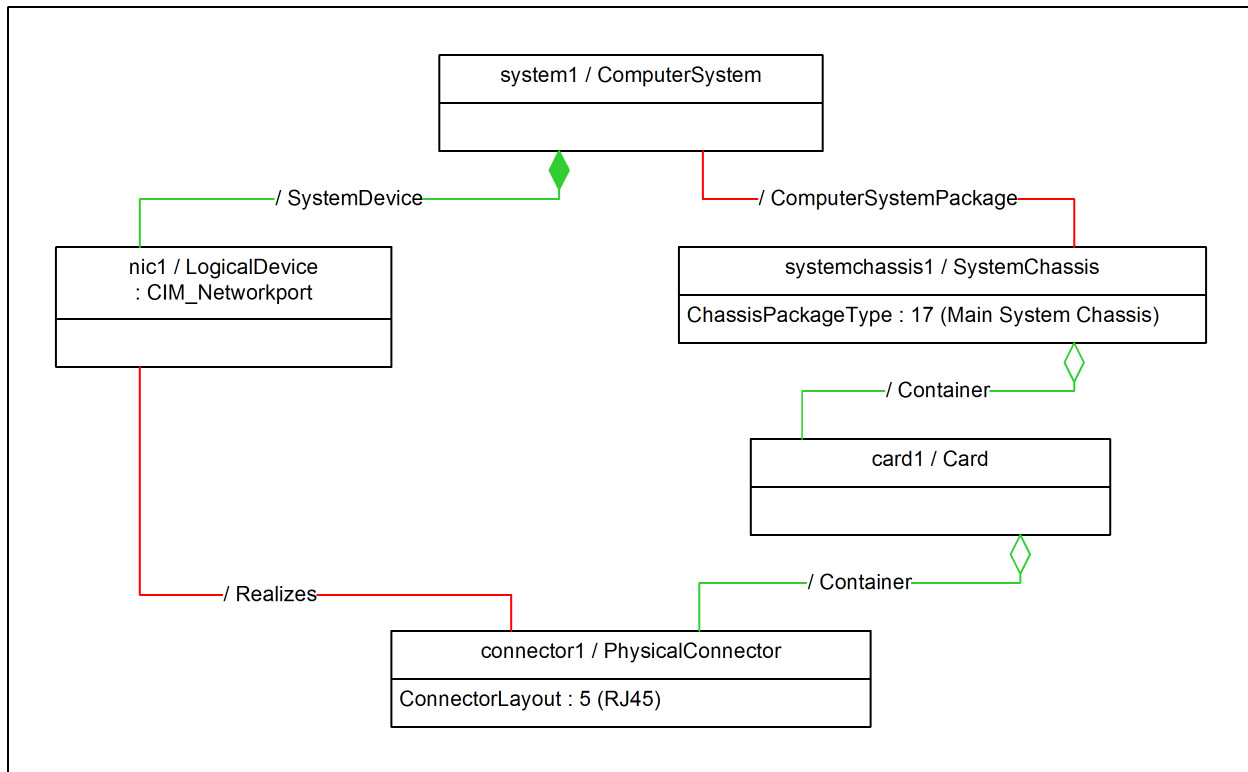 system1 / ComputerSystem
/ SystemDevice
/ ComputerSystemPackage
nic1 / LogicalDevice
: CIM_Networkport
systemchassis1 / SystemChassis
ChassisPackageType : 17 (Main System Chassis)
/ Container
card1 / Card
/ Container
/ Realizes
connector1 / PhysicalConnector
ConnectorLayout : 5 (RJ45)